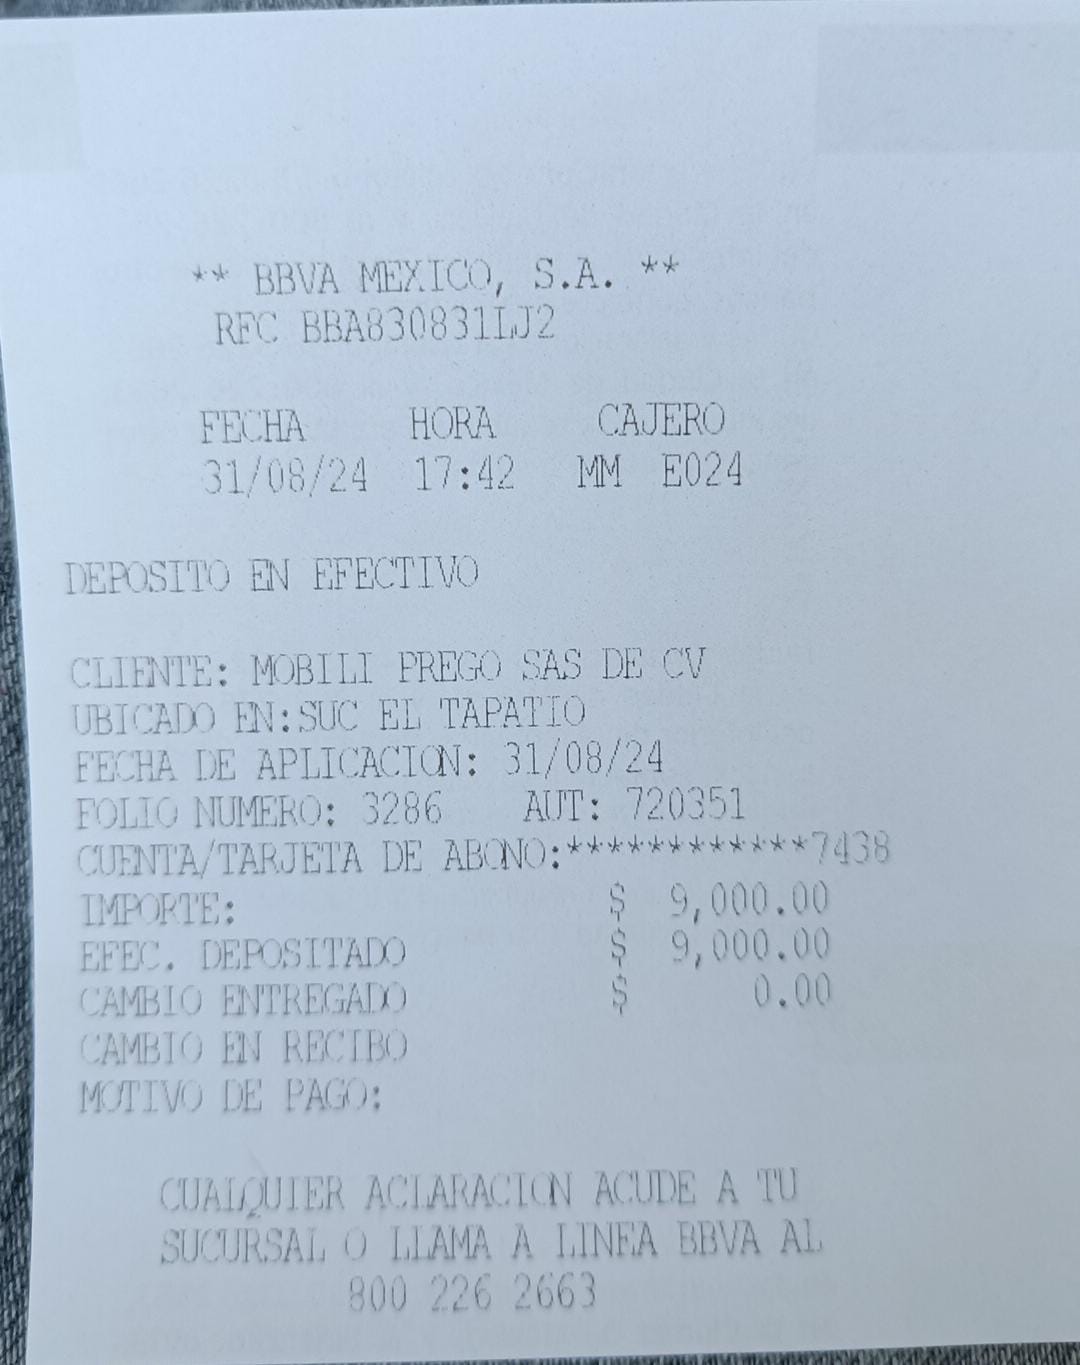 ** BBVA MEXICO, S.A. **
RFC BBA830831LJ2
FECHA HORA CAJERO
31/08/24 17:42 MM E024
DEPOSITO EN EFECTIVO
CLIENTE: MOBILI PREGO SAS DE CV
UBICADO EN:SUC EL TAPATIO
FECHA DE APLICACION: 31/08/24
FOLIO NUMERO: 3286 AUT: 720351
CUENTA/TARJETA DE ABONO:************7438
IMPORTE: $ 9,000.00
EFEC. DEPOSITADO $ 9,000.00
CAMBIO ENTREGADO $ 0.00
CAMBIO EN RECIBO
MOTIVO DE PAGO:
CUALQUIER ACLARACION ACUDE A TU
SUCURSAL O LLAMA A LINEA BBVA AL
800 226 2663